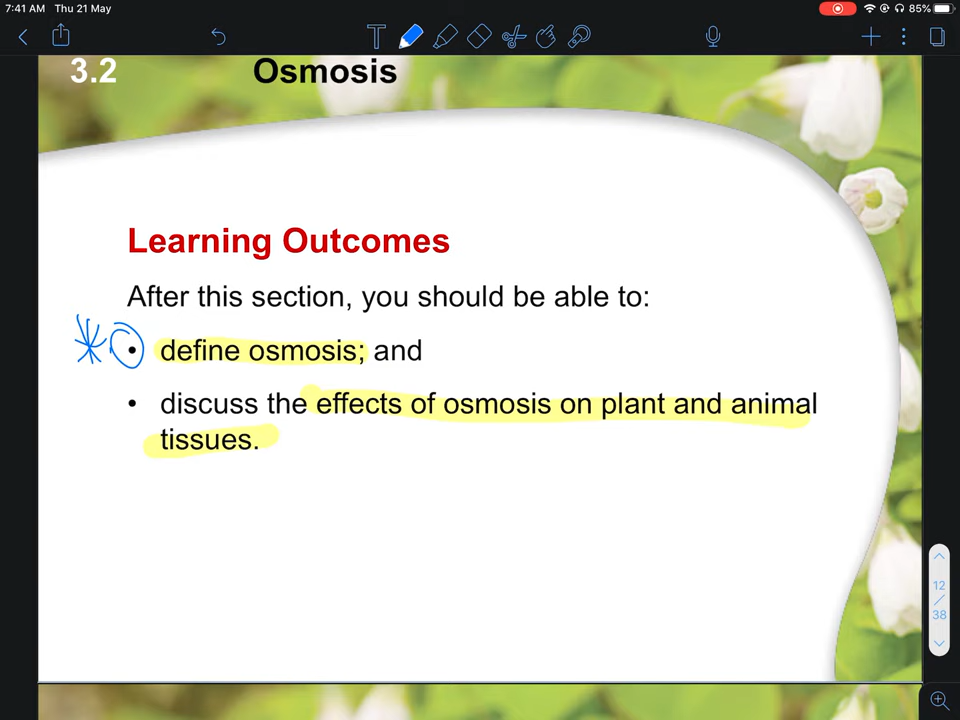 7:41 AM Thu 21 May 85%
T
3.2 Osmosis
Learning Outcomes
After this section, you should be able to:
• define osmosis; and
• discuss the effects of osmosis on plant and animal
tissues.
12
/
38